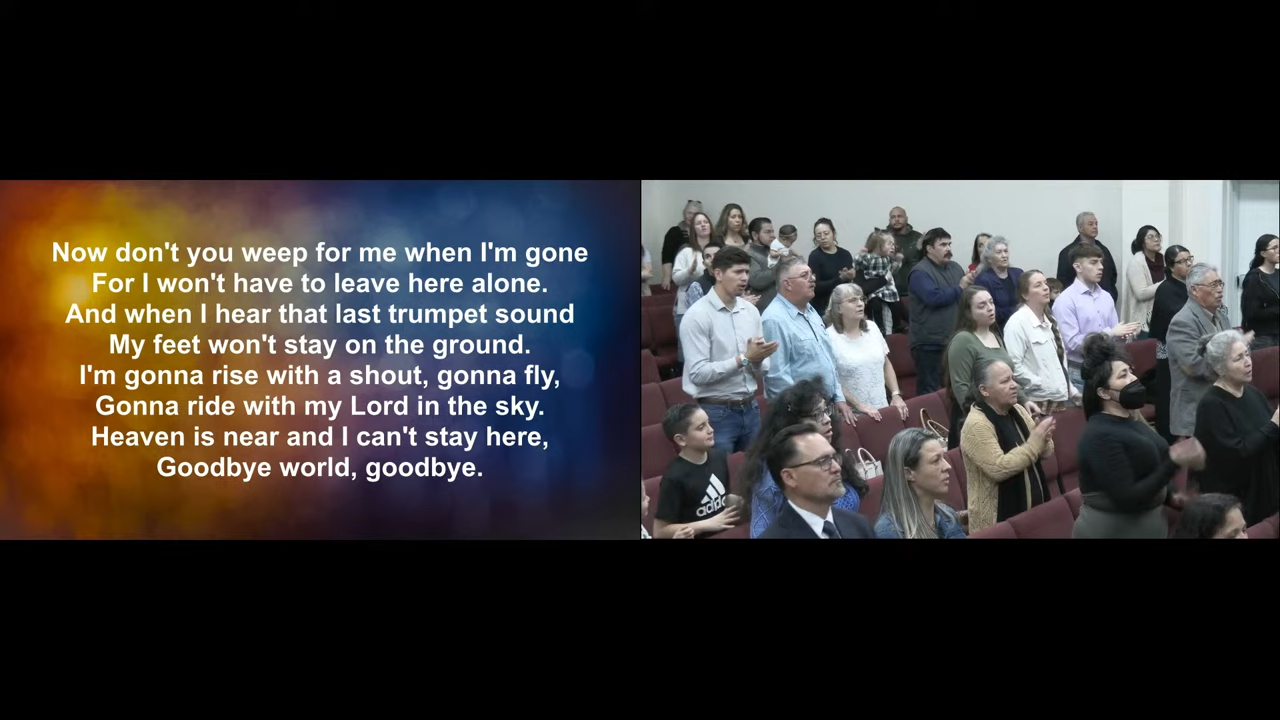 Now don't you weep for me when I'm gone
For I won't have to leave here alone.
And when I hear that last trumpet sound
My feet won't stay on the ground.
I'm gonna rise with a shout, gonna fly,
Gonna ride with my Lord in the sky.
Heaven is near and I can't stay here,
Goodbye world, goodbye.
adidas